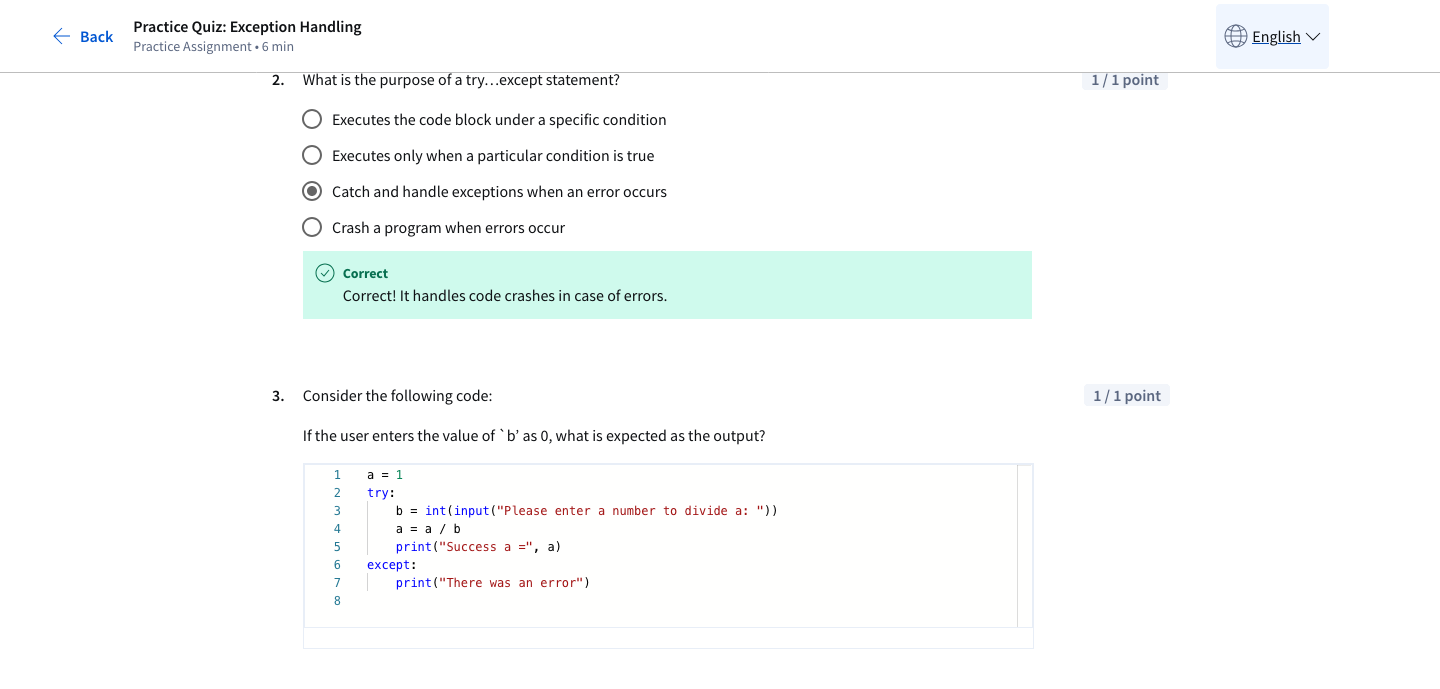 Back
Practice Quiz: Exception Handling
Practice Assignment • 6 min
English
2. What is the purpose of a try…except statement?
1 / 1 point
Executes the code block under a specific condition
Executes only when a particular condition is true
Catch and handle exceptions when an error occurs
Crash a program when errors occur
Correct
Correct! It handles code crashes in case of errors.
3. Consider the following code:
1 / 1 point
If the user enters the value of `b’ as 0, what is expected as the output?
1 a = 1
2 try:
3     b = int(input("Please enter a number to divide a: "))
4     a = a / b
5     print("Success a =", a)
6 except:
7     print("There was an error")
8